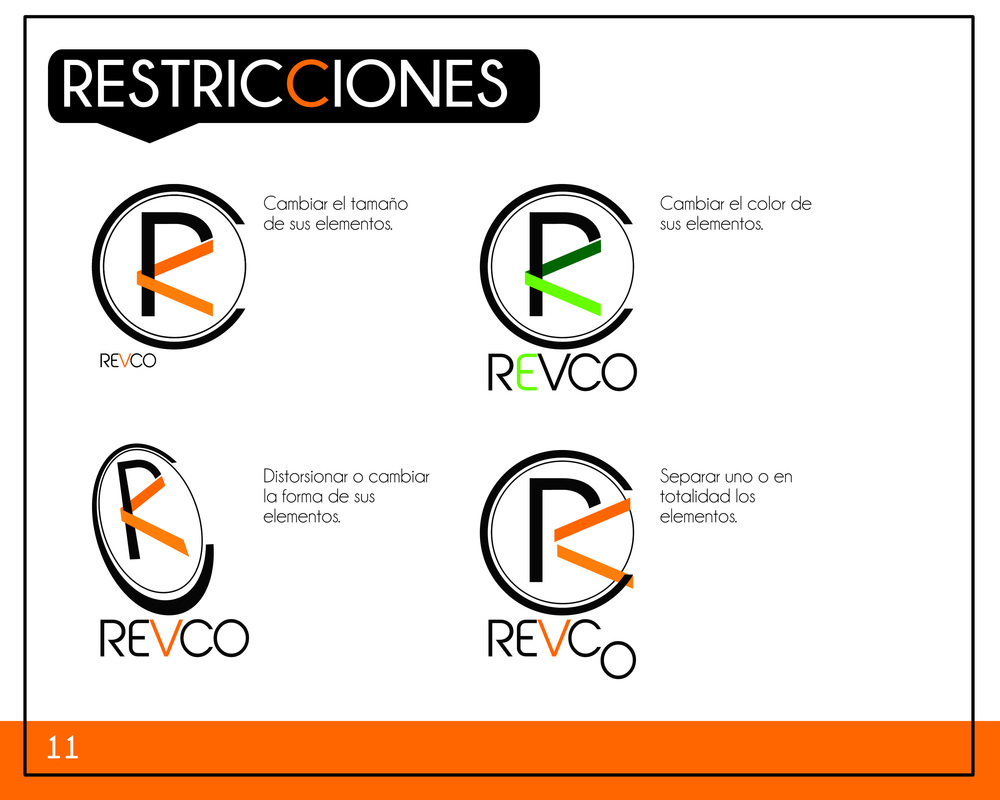 RESTRICCIONES
Cambiar el tamaño
de sus elementos.
REVCO
Cambiar el color de
sus elementos.
REVCO
Distorsionar o cambiar
la forma de sus
elementos.
REVCO
Separar uno o en
totalidad los
elementos.
REVCO
11